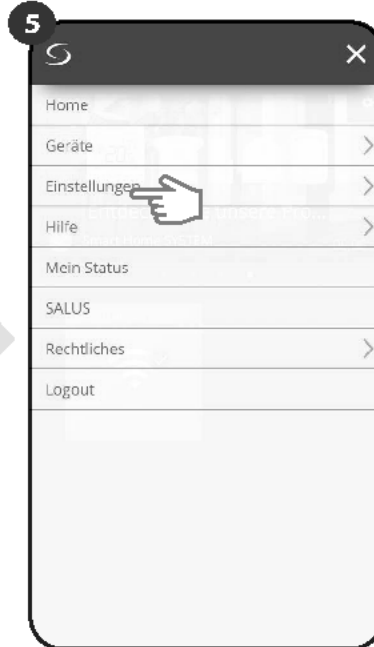 5
Home
Geräte
Einstellungen
Hilfe
Mein Status
SALUS
Rechtliches
Logout